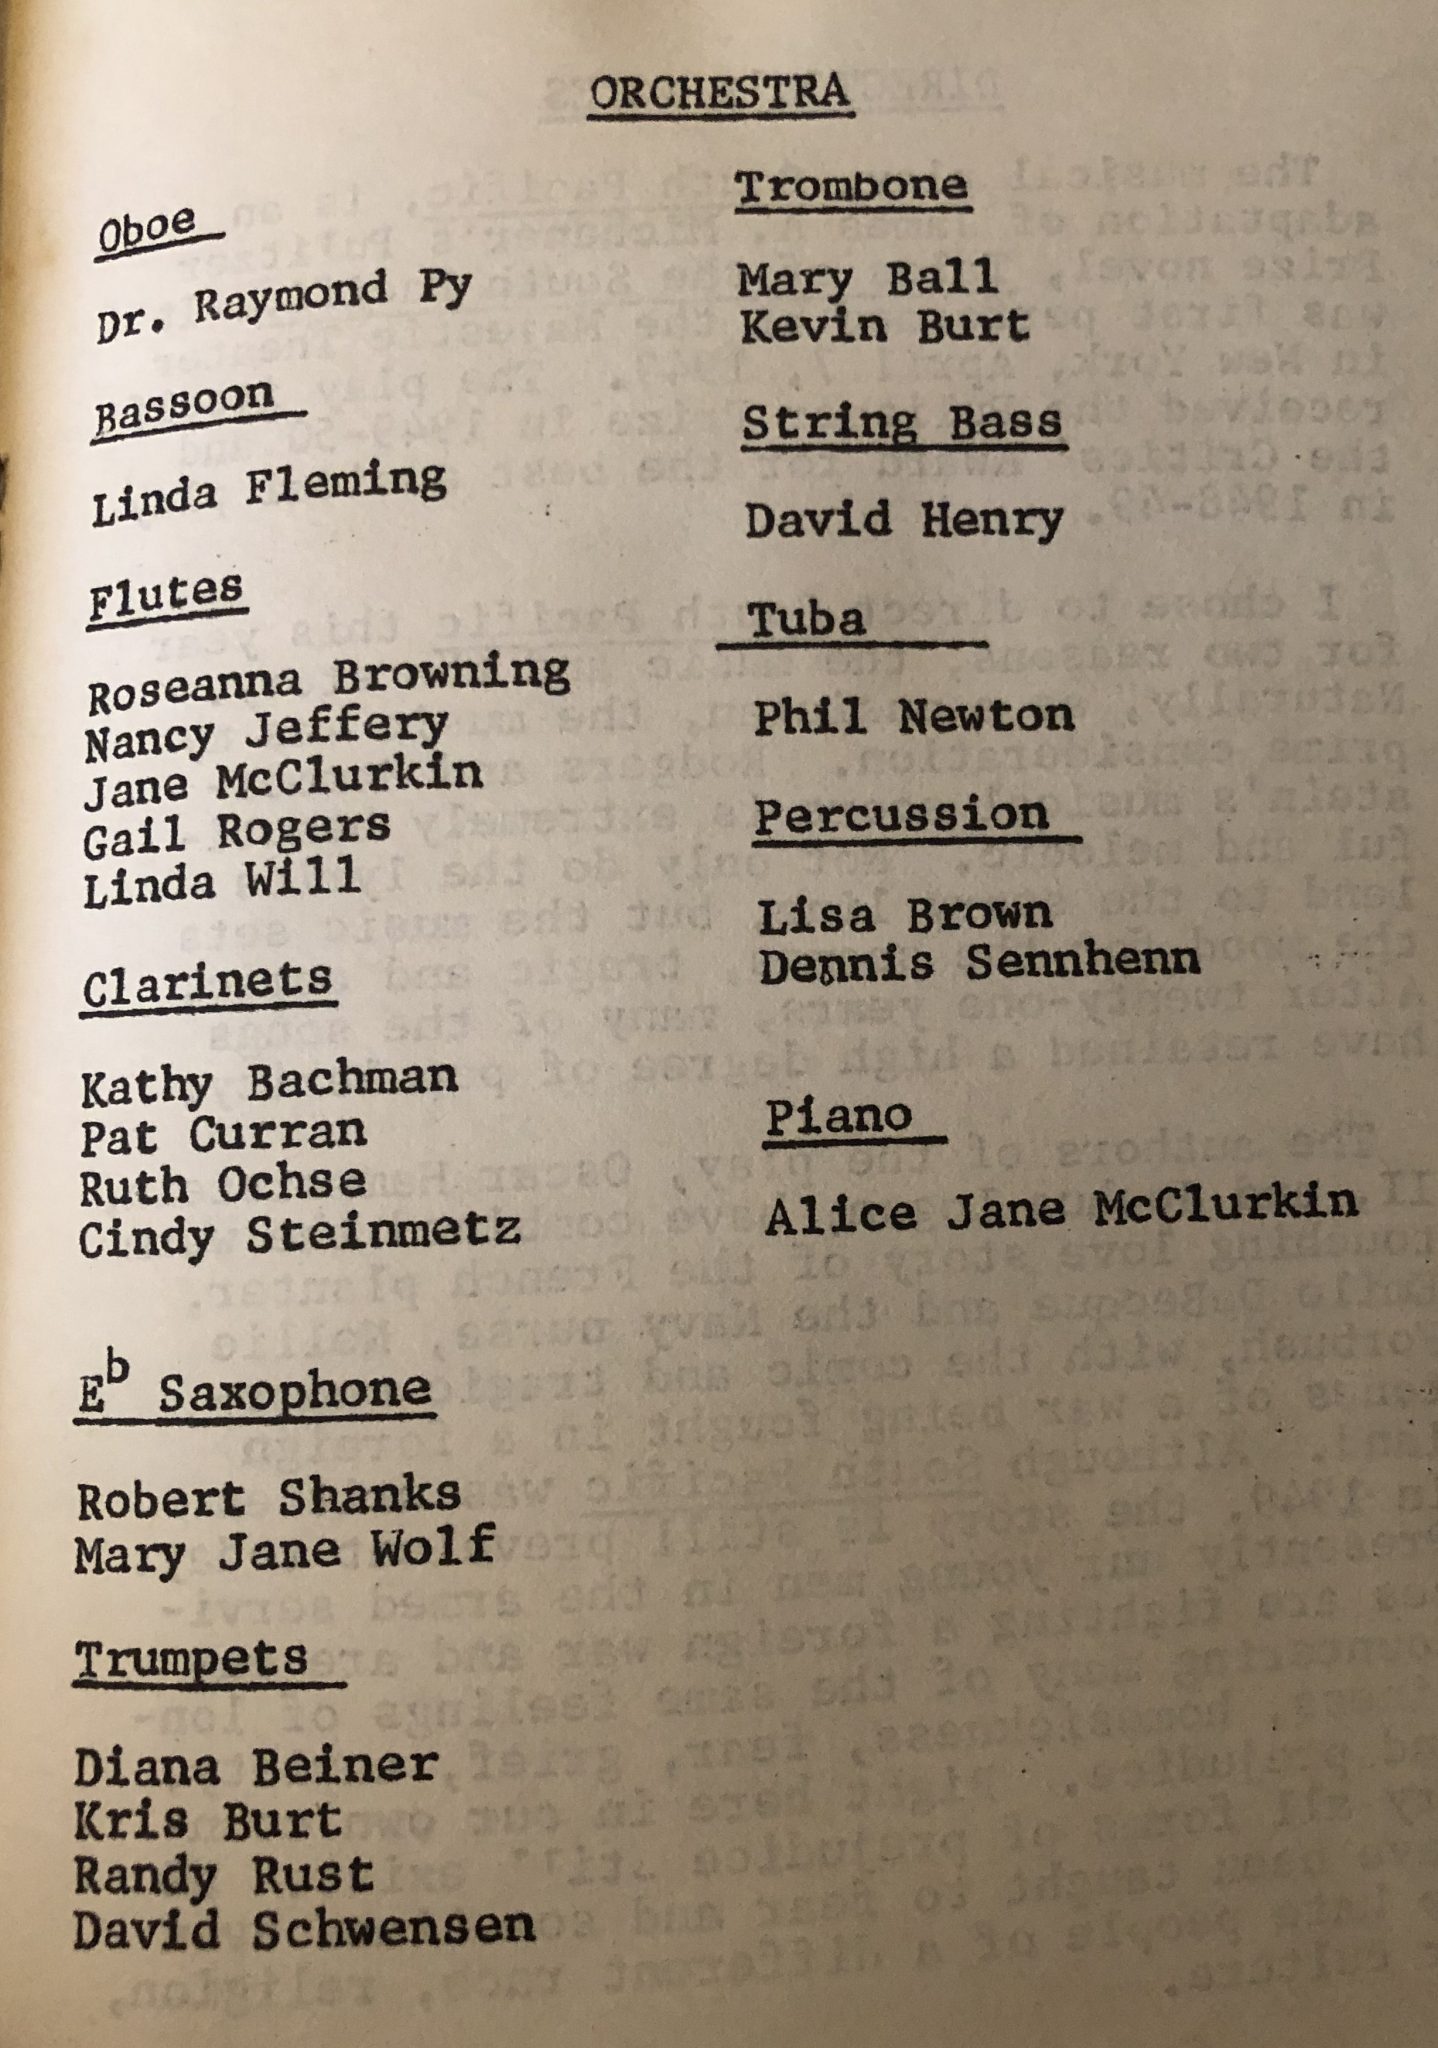 ORCHESTRA
Oboe
Dr. Raymond Py
Bassoon
Linda Fleming
Flutes
Roseanna Browning
Nancy Jeffery
Jane McClurkin
Gail Rogers
Linda Will
Clarinets
Kathy Bachman
Pat Curran
Ruth Ochse
Cindy Steinmetz
Eb Saxophone
Robert Shanks
Mary Jane Wolf
Trumpets
Diana Beiner
Kris Burt
Randy Rust
David Schwensen
Trombone
Mary Ball
Kevin Burt
String Bass
David Henry
Tuba
Phil Newton
Percussion
Lisa Brown
Dennis Sennhenn
Piano
Alice Jane McClurkin